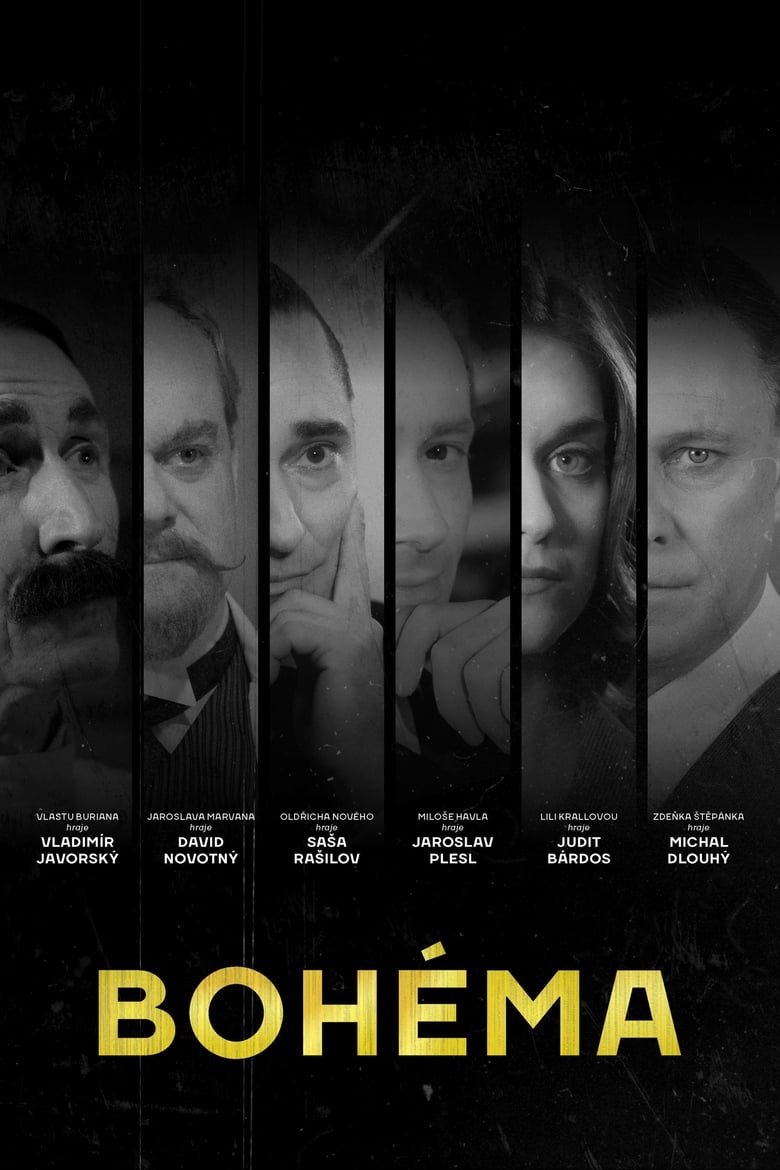 VLASTU BURIANA
hraje
VLADIMÍR
JAVORSKÝ
JAROSLAVA MARVANA
hraje
DAVID
NOVOTNÝ
OLDŘICHA NOVÉHO
hraje
SAŠA
RAŠILOV
MILOŠE HAVLA
hraje
JAROSLAV
PLESL
LILI KRALLOVOU
hraje
JUDIT
BÁRDOS
ZDEŇKA ŠTĚPÁNKA
hraje
MICHAL
DLOUHÝ
BOHÉMA